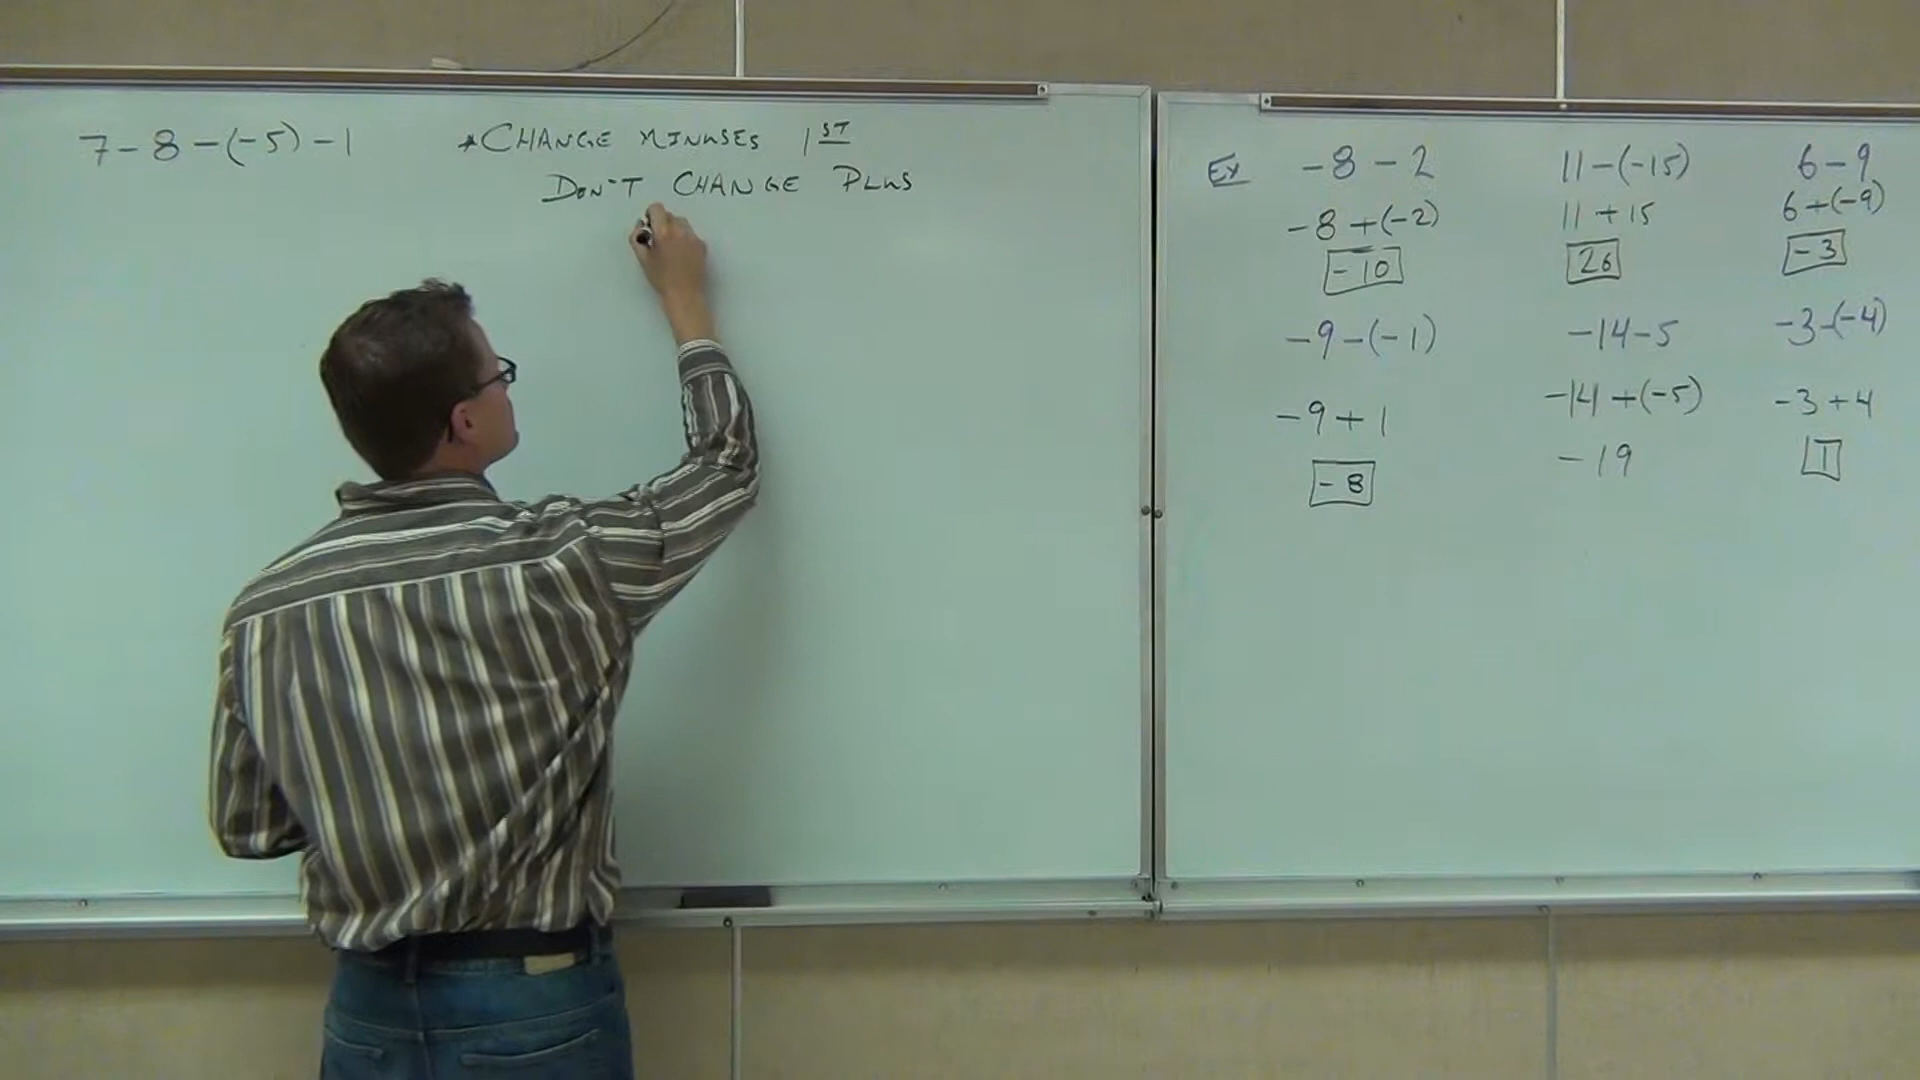 7 - 8 - (-5) - 1
*CHANGE MINUSES 1ST
DON'T CHANGE PLUS
EX
-8 - 2
-8 + (-2)
-10
11 - (-15)
11 + 15
26
6 - 9
6 + (-9)
-3
-9 - (-1)
-9 + 1
-8
-14 - 5
-14 + (-5)
-19
-3 - (-4)
-3 + 4
1